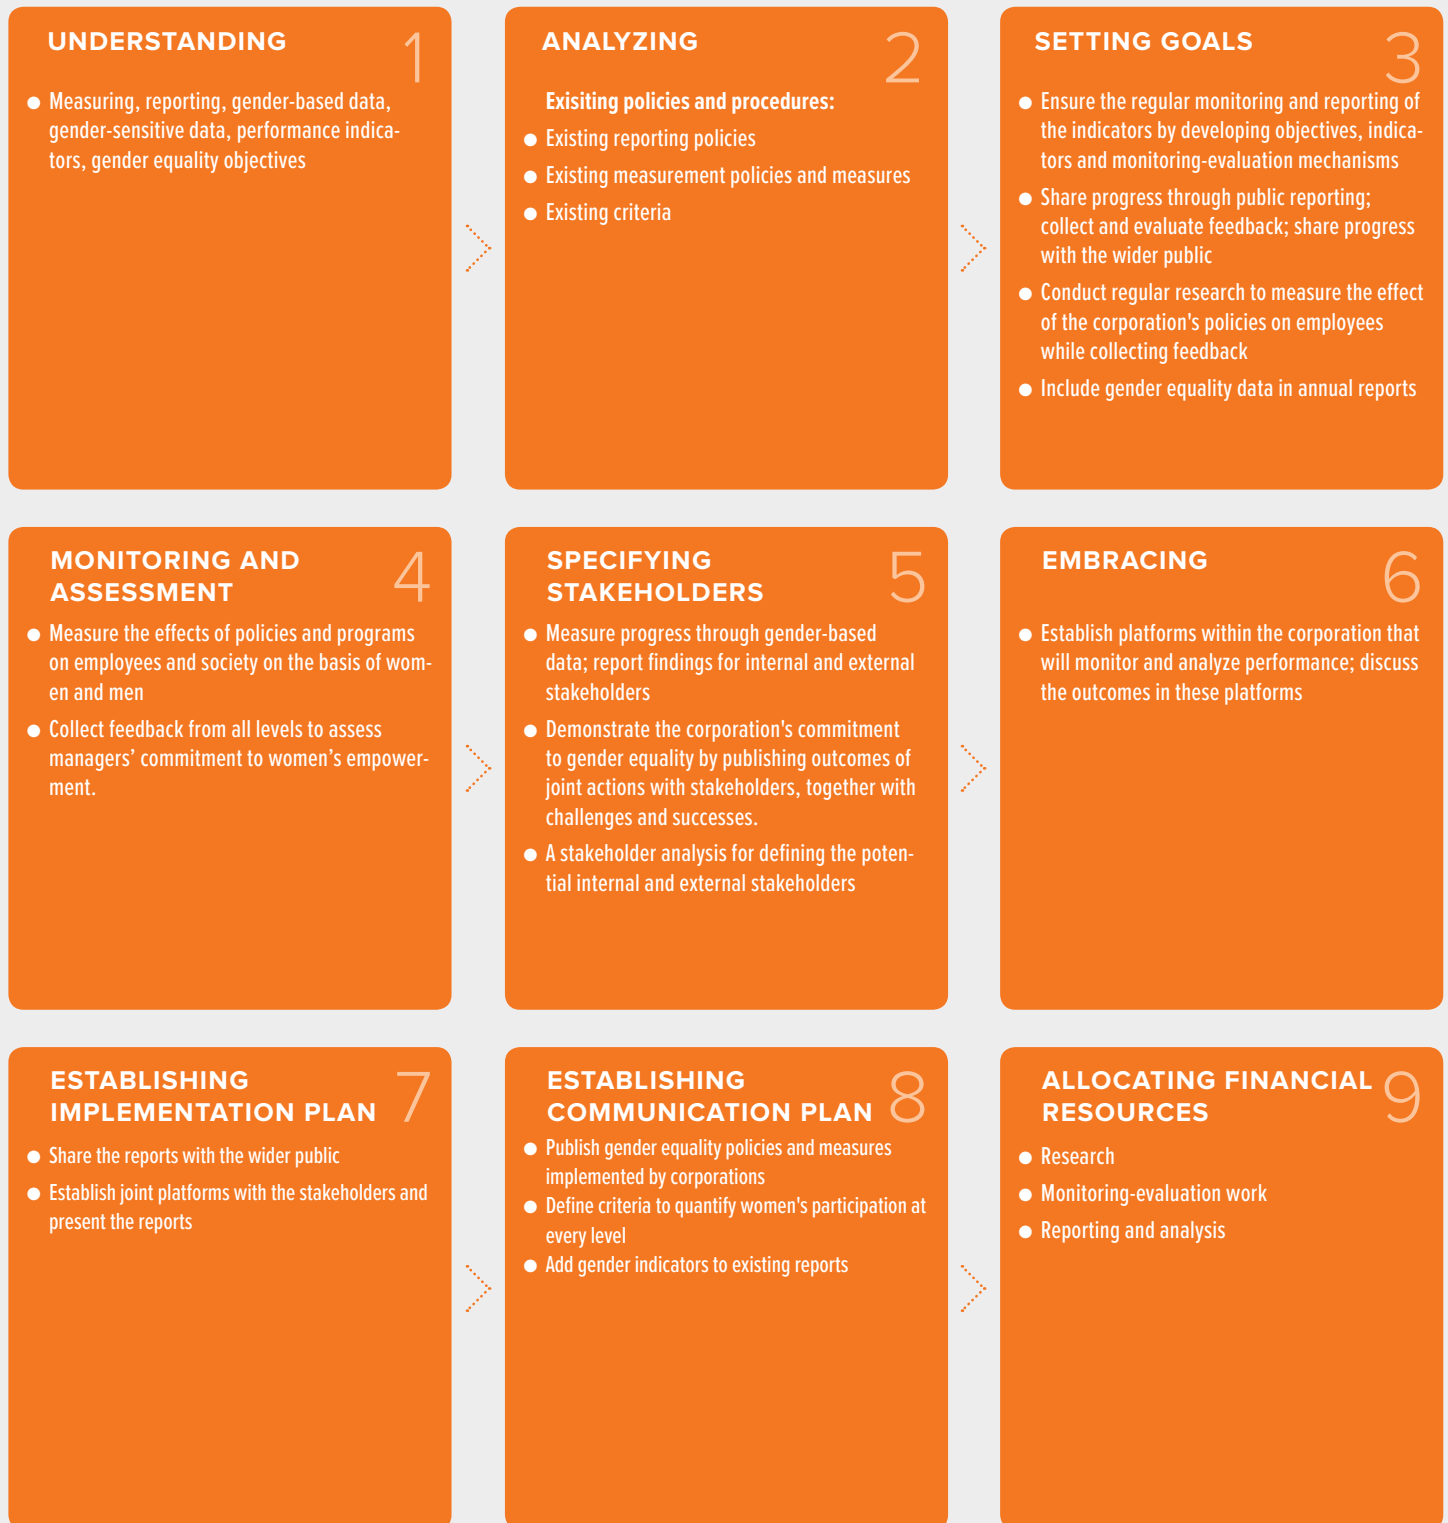 UNDERSTANDING 1
● Measuring, reporting, gender-based data,
gender-sensitive data, performance indica-
tors, gender equality objectives
ANALYZING 2
Exisiting policies and procedures:
● Existing reporting policies
● Existing measurement policies and measures
● Existing criteria
SETTING GOALS 3
● Ensure the regular monitoring and reporting of
the indicators by developing objectives, indica-
tors and monitoring-evaluation mechanisms
● Share progress through public reporting;
collect and evaluate feedback; share progress
with the wider public
● Conduct regular research to measure the effect
of the corporation's policies on employees
while collecting feedback
● Include gender equality data in annual reports
MONITORING AND
ASSESSMENT 4
● Measure the effects of policies and programs
on employees and society on the basis of wom-
en and men
● Collect feedback from all levels to assess
managers’ commitment to women’s empower-
ment.
SPECIFYING
STAKEHOLDERS 5
● Measure progress through gender-based
data; report findings for internal and external
stakeholders
● Demonstrate the corporation's commitment
to gender equality by publishing outcomes of
joint actions with stakeholders, together with
challenges and successes.
● A stakeholder analysis for defining the poten-
tial internal and external stakeholders
EMBRACING 6
● Establish platforms within the corporation that
will monitor and analyze performance; discuss
the outcomes in these platforms
ESTABLISHING
IMPLEMENTATION PLAN 7
● Share the reports with the wider public
● Establish joint platforms with the stakeholders and
present the reports
ESTABLISHING
COMMUNICATION PLAN 8
● Publish gender equality policies and measures
implemented by corporations
● Define criteria to quantify women's participation at
every level
● Add gender indicators to existing reports
ALLOCATING FINANCIAL
RESOURCES 9
● Research
● Monitoring-evaluation work
● Reporting and analysis